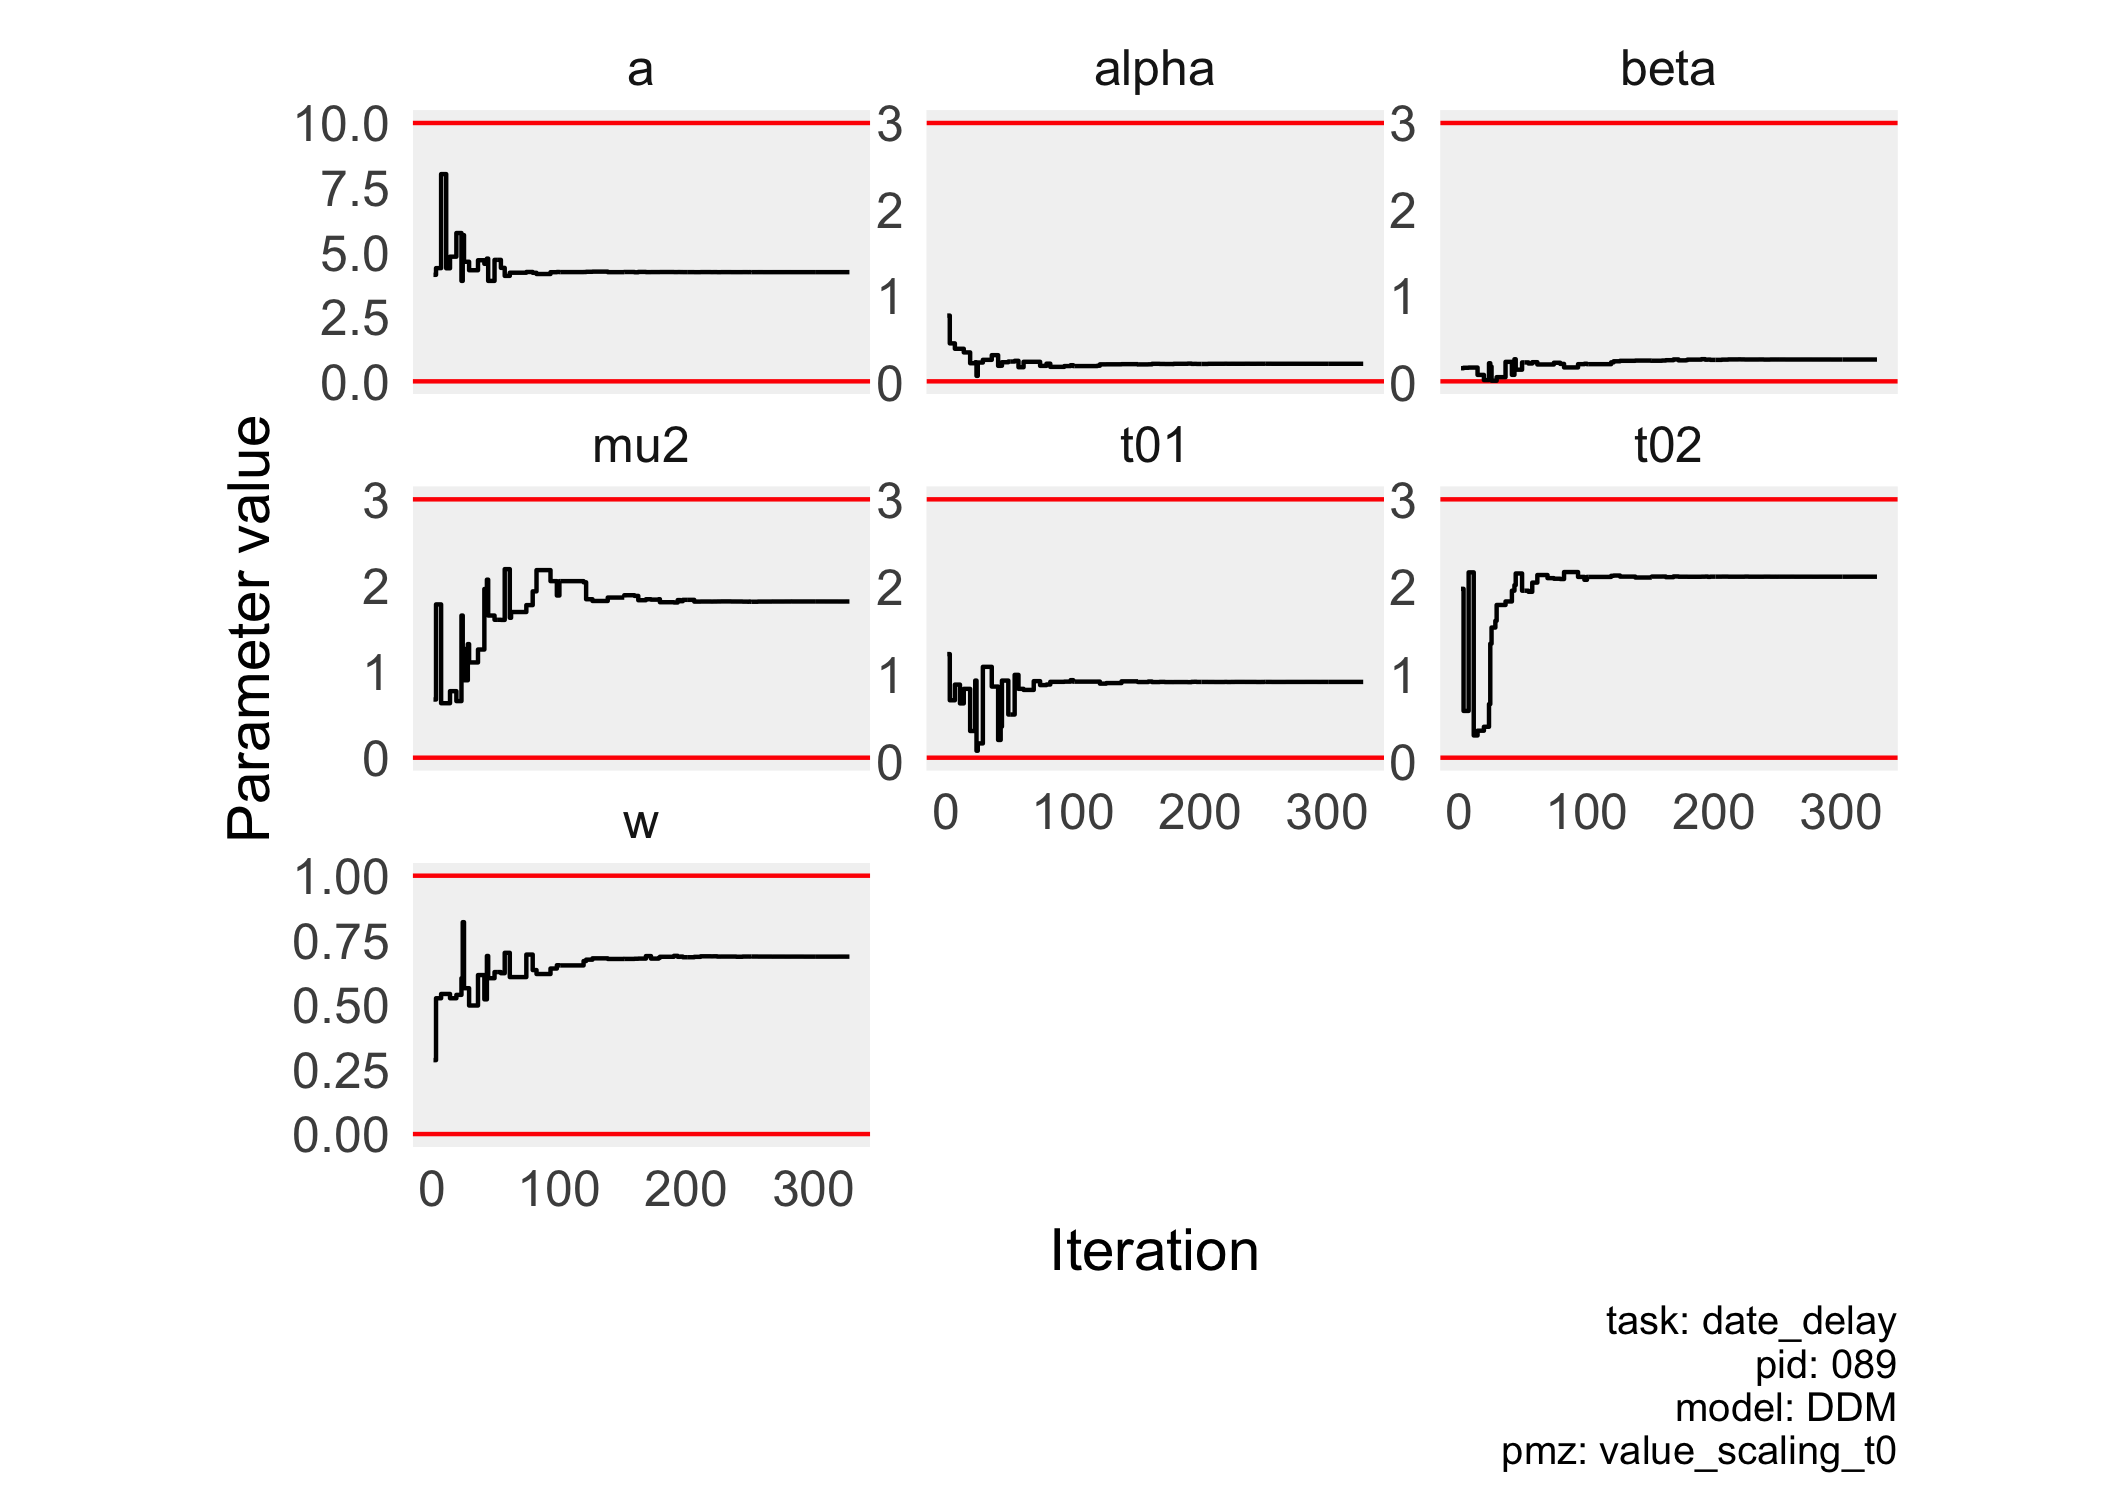 a
alpha
beta
10.0
7.5
5.0
2.5
0.0
3
2
1
0
3
2
1
0
mu2
t01
t02
3
2
1
0
3
2
1
0
3
2
1
0
0 100 200 300
0 100 200 300
w
1.00
0.75
0.50
0.25
0.00
0 100 200 300
Parameter value
Iteration
task: date_delay
pid: 089
model: DDM
pmz: value_scaling_t0